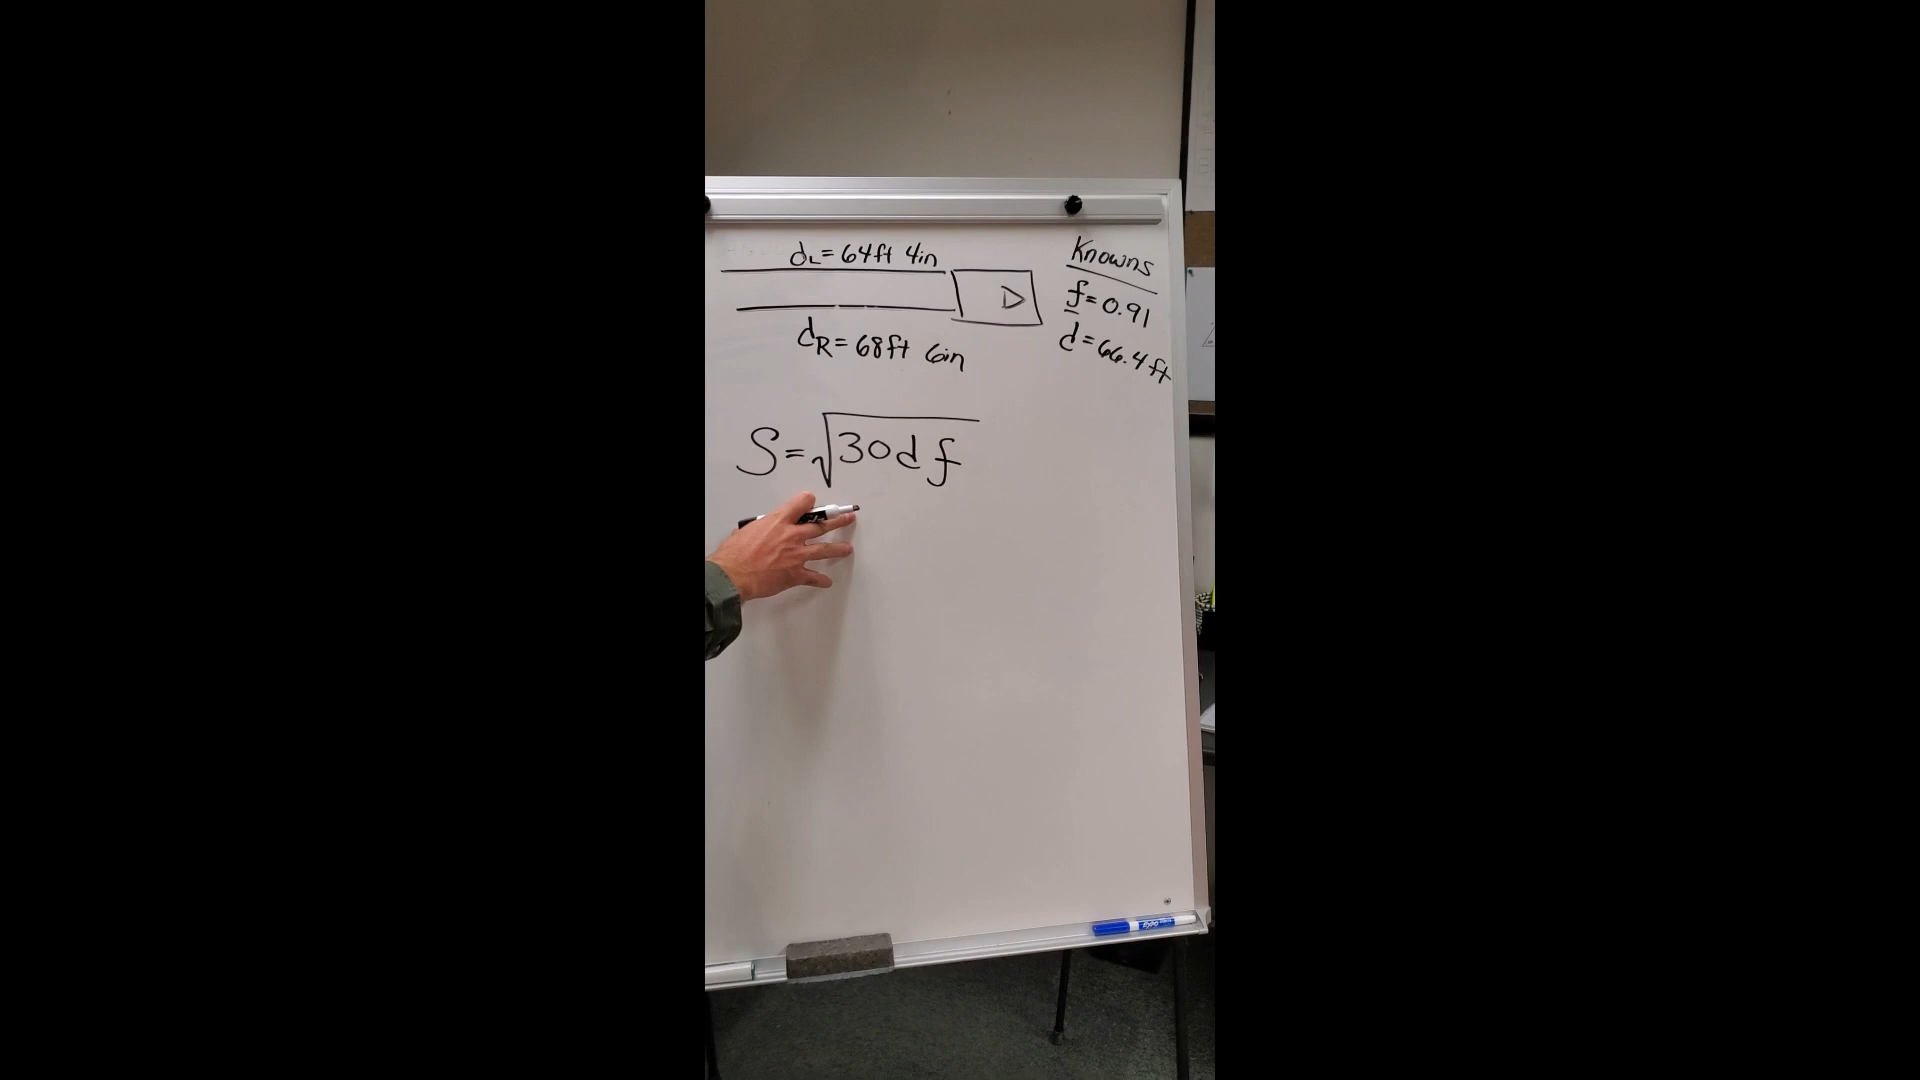 dL = 64ft 4in
dR = 68ft 6in
Knowns
f = 0.91
d = 66.4 ft
S = √30df